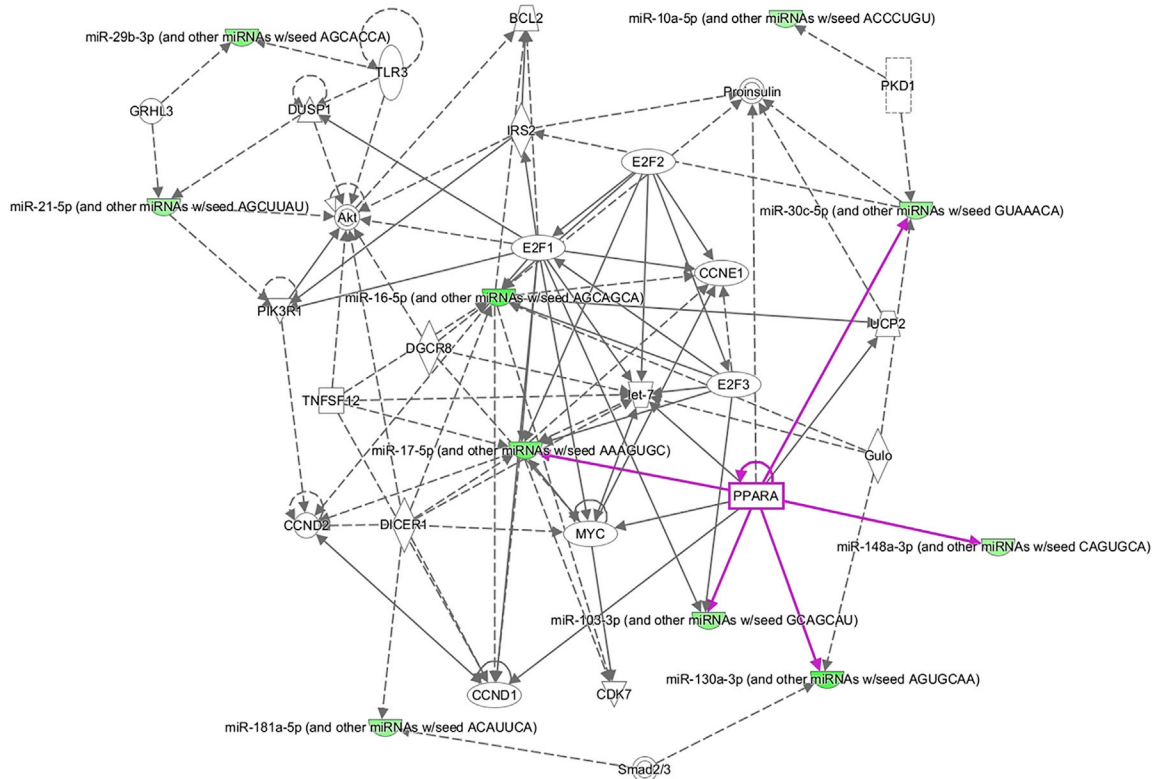 BCL2
miR-10a-5p (and other miRNAs w/seed ACCCUGU)
miR-29b-3p (and other miRNAs w/seed AGCACCA)
TLR3
PKD1
Proinsulin
GRHL3
DUSP1
IRS2
E2F2
miR-21-5p (and other miRNAs w/seed AGCUUAU)
miR-30c-5p (and other miRNAs w/seed GUAAACA)
Akt
E2F1
CCNE1
miR-16-5p (and other miRNAs w/seed AGCAGCA)
PIK3R1
UCP2
DGCR8
E2F3
let-7
TNFSF12
miR-17-5p (and other miRNAs w/seed AAAGUGC)
Gulo
PPARA
CCND2
DICER1
MYC
miR-148a-3p (and other miRNAs w/seed CAGUGCA)
miR-103-3p (and other miRNAs w/seed GCAGCAU)
miR-130a-3p (and other miRNAs w/seed AGUGCAA)
CCND1
CDK7
miR-181a-5p (and other miRNAs w/seed ACAUUCA)
Smad2/3